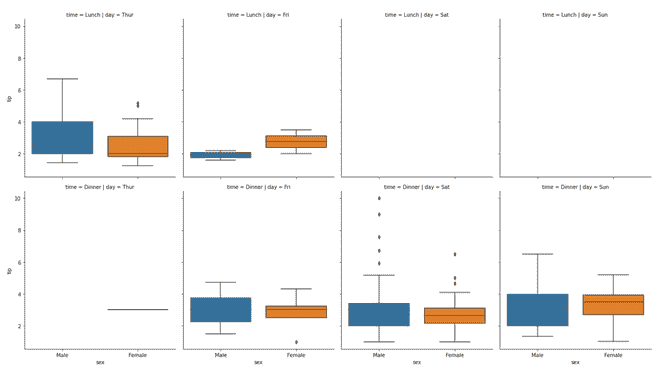 time = Lunch | day = Thur
time = Lunch | day = Fri
time = Lunch | day = Sat
time = Lunch | day = Sun
10
8
6
4
2
tip
time = Dinner | day = Thur
time = Dinner | day = Fri
time = Dinner | day = Sat
time = Dinner | day = Sun
10
8
6
4
2
tip
Male Female
sex
Male Female
sex
Male Female
sex
Male Female
sex